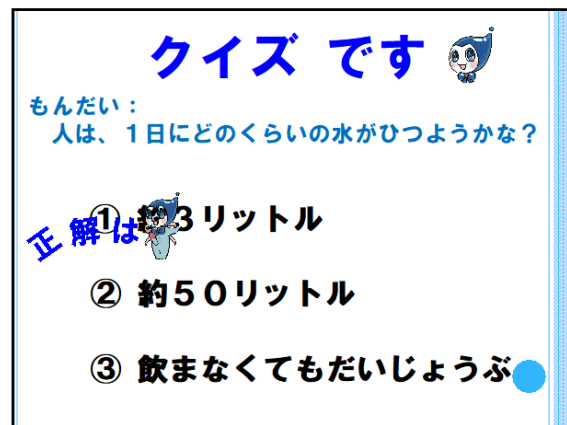 クイズ です
もんだい：
人は、１日にどのくらいの水がひつようかな？
① 約３リットル
正解は
② 約５０リットル
③ 飲まなくてもだいじょうぶ